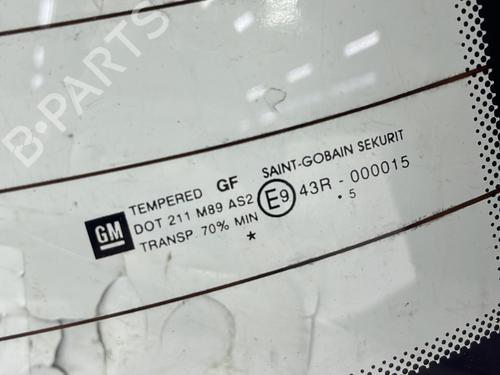 B-PARTS
GM
TEMPERED GF SAINT-GOBAIN SEKURIT
DOT 211 M89 AS2 E9 43R - 000015
TRANSP 70% MIN . 5
*